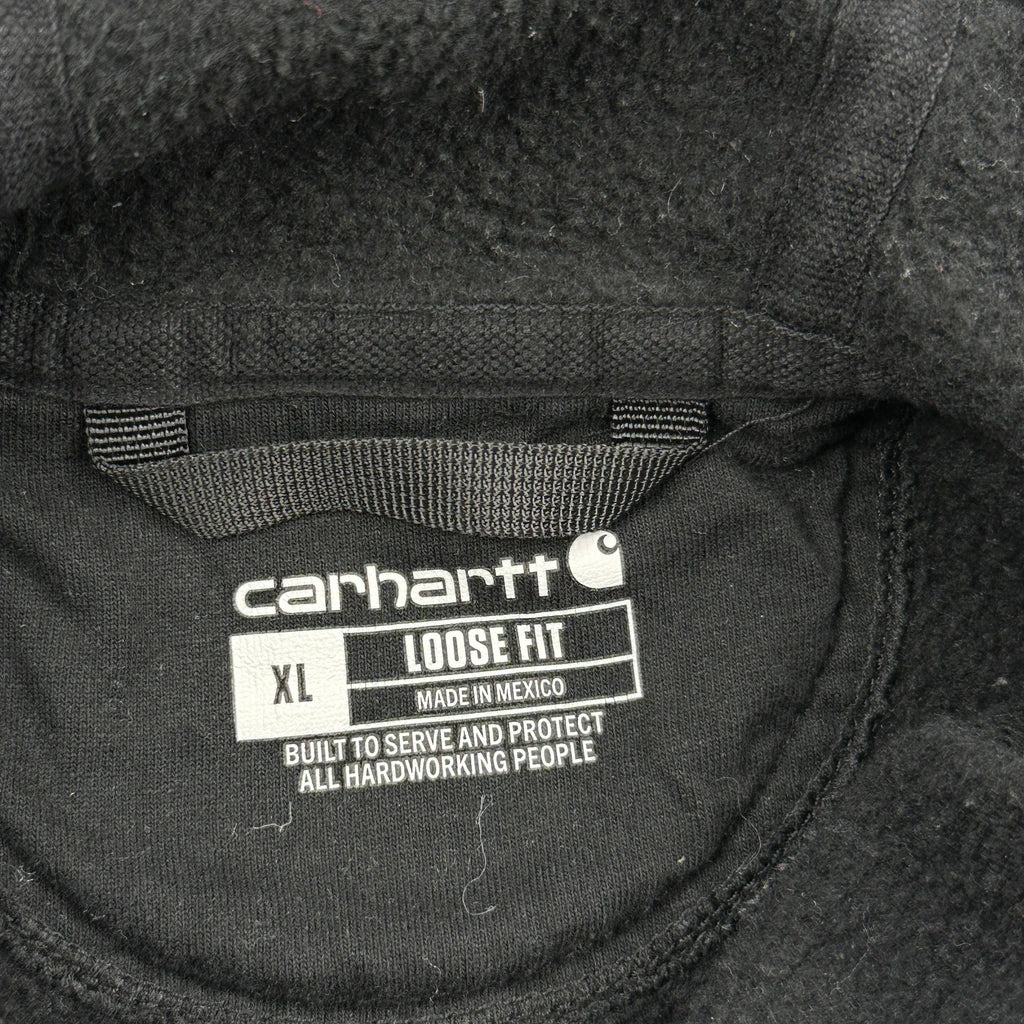 carhartt
XL
LOOSE FIT
MADE IN MEXICO
BUILT TO SERVE AND PROTECT
ALL HARDWORKING PEOPLE